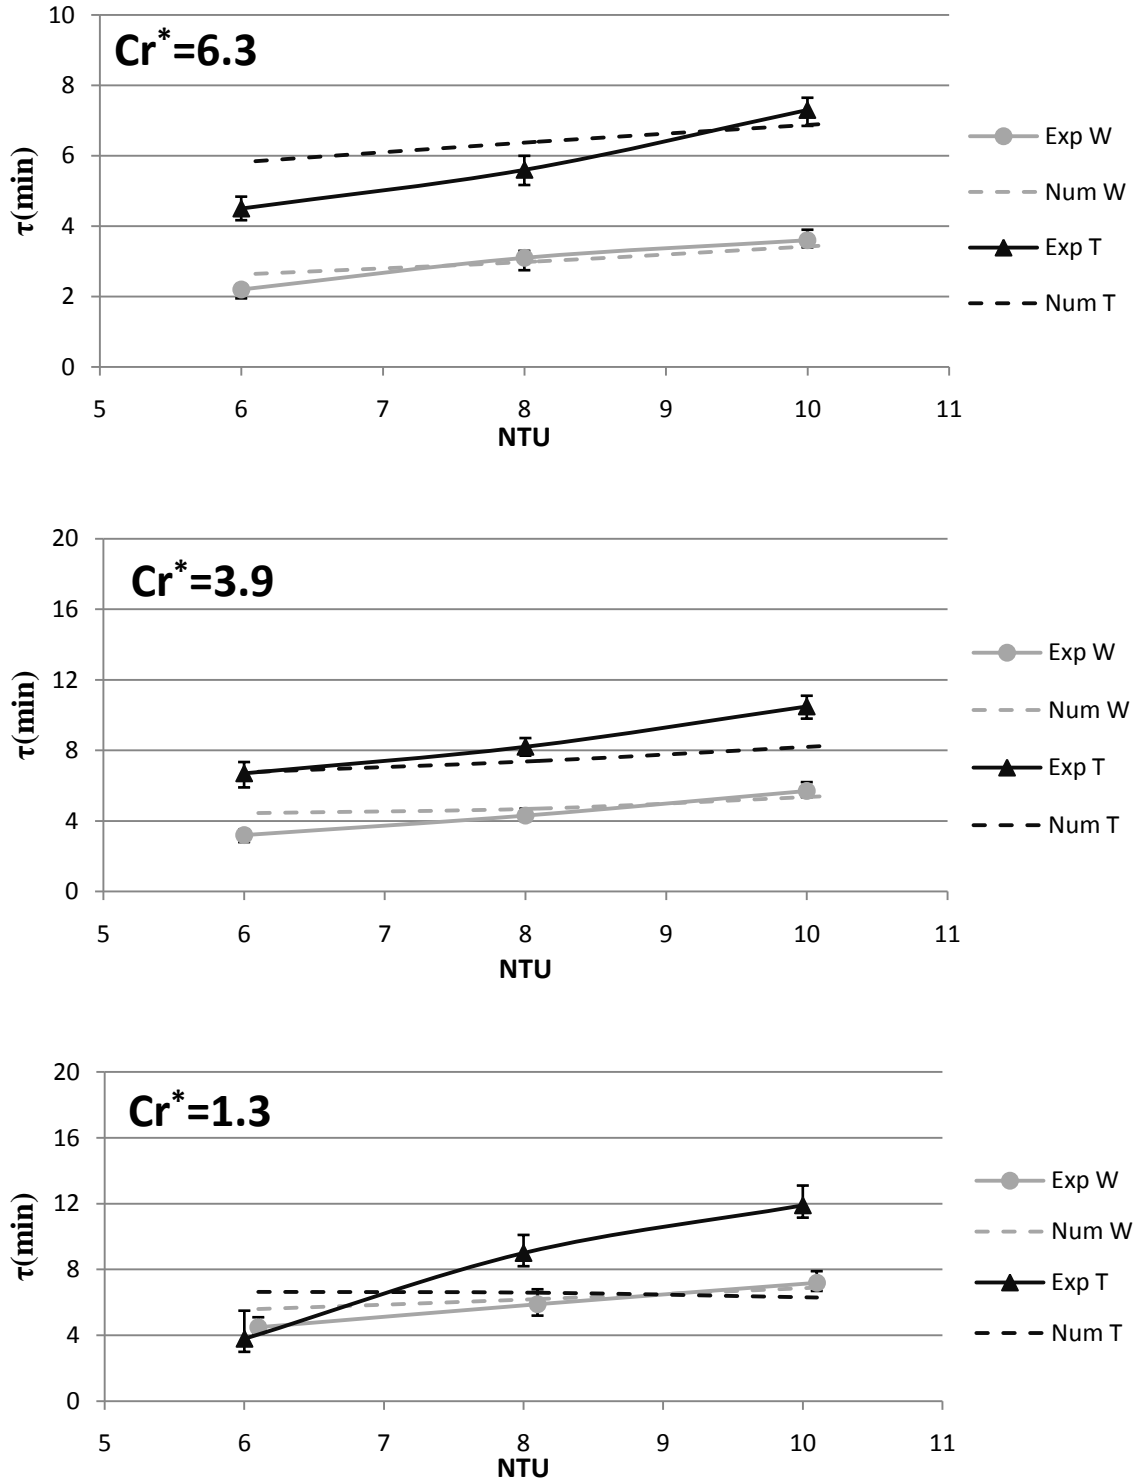 Cr*=6.3
τ(min)
10
8
6
4
2
0
5 6 7 8 9 10 11
NTU
Exp W
Num W
Exp T
Num T
Cr*=3.9
τ(min)
20
16
12
8
4
0
5 6 7 8 9 10 11
NTU
Exp W
Num W
Exp T
Num T
Cr*=1.3
τ(min)
20
16
12
8
4
0
5 6 7 8 9 10 11
NTU
Exp W
Num W
Exp T
Num T